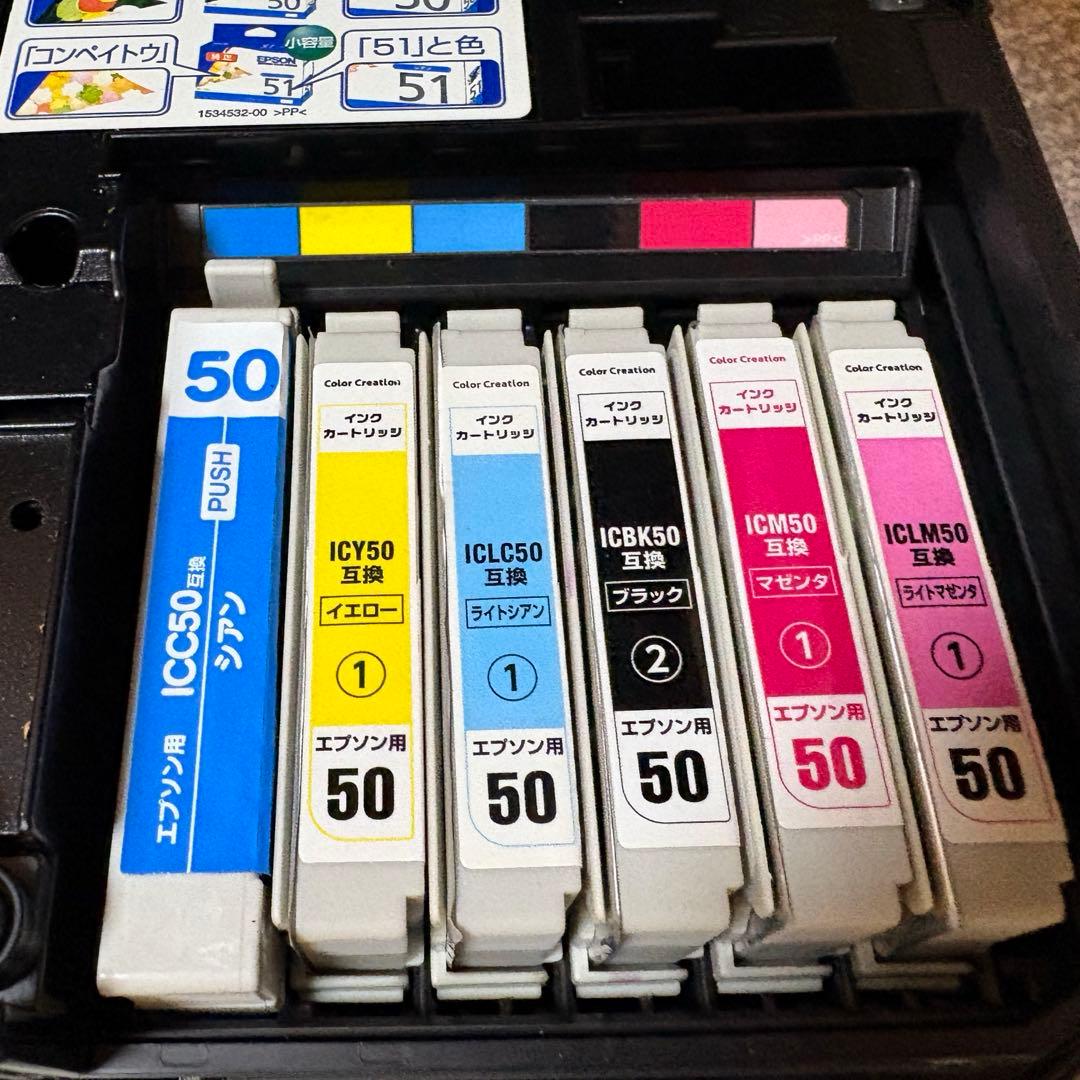 50
50
「コンペイトウ」
小容量
「51」と色
純正
EPSON
51
51
51
1534532-00 >PP<
>PP<
50
PUSH
エプソン用 ICC50互換
シアン
Color Creation
インク
カートリッジ
ICY50
互換
イエロー
1
エプソン用
50
Color Creation
インク
カートリッジ
ICLC50
互換
ライトシアン
1
エプソン用
50
Color Creation
インク
カートリッジ
ICBK50
互換
ブラック
2
エプソン用
50
Color Creation
インク
カートリッジ
ICM50
互換
マゼンタ
1
エプソン用
50
Color Creation
インク
カートリッジ
ICLM50
互換
ライトマゼンタ
1
エプソン用
50